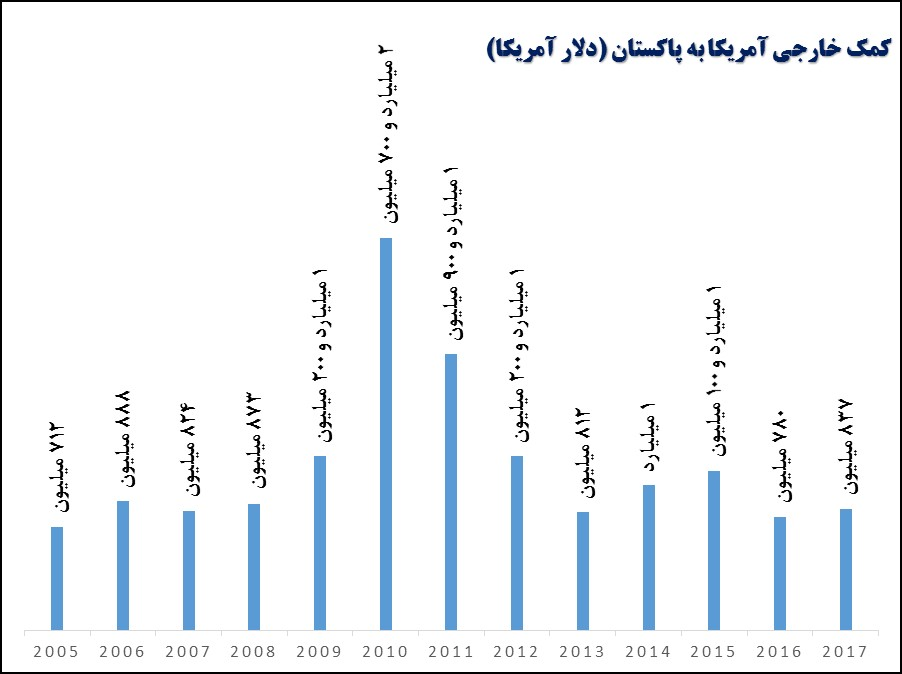 کمک خارجی آمریکا به پاکستان (دلار آمریکا)
۷۱۲ میلیون
۸۸۸ میلیون
۸۲۴ میلیون
۸۷۳ میلیون
۱ میلیارد و ۲۰۰ میلیون
۲ میلیارد و ۷۰۰ میلیون
۱ میلیارد و ۹۰۰ میلیون
۱ میلیارد و ۲۰۰ میلیون
۸۱۲ میلیون
۱ میلیارد
۱ میلیارد و ۱۰۰ میلیون
۷۸۰ میلیون
۸۳۷ میلیون
2005 2006 2007 2008 2009 2010 2011 2012 2013 2014 2015 2016 2017